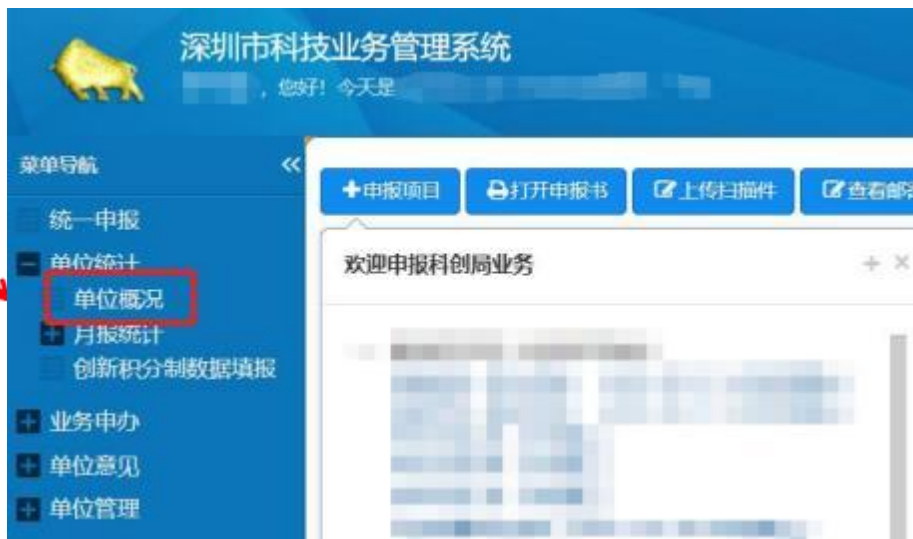 深圳市科技业务管理系统
，您好！今天是
菜单导航
统一申报
单位统计
单位概况
月报统计
创新积分制数据填报
业务申办
单位意见
单位管理
申报项目 打开申报书 上传扫描件 查看邮
欢迎申报科创局业务